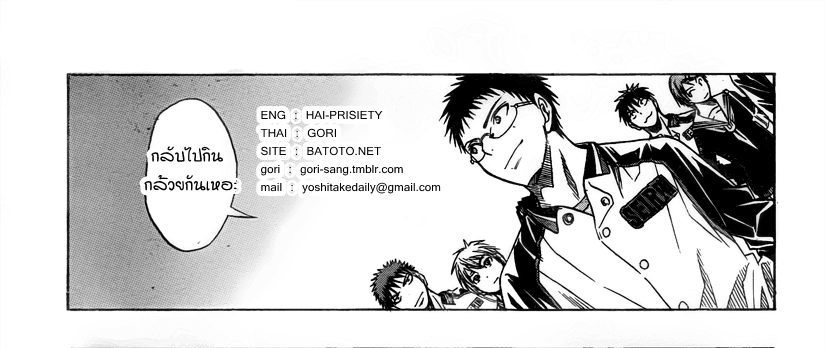 กลับไปกิน
กล้วยกันเหอะ
ENG : HAI-PRISIETY
THAI : GORI
SITE : BATOTO.NET
gori : gori-sang.tmblr.com
mail : yoshitakedaily@gmail.com
SEIRIN